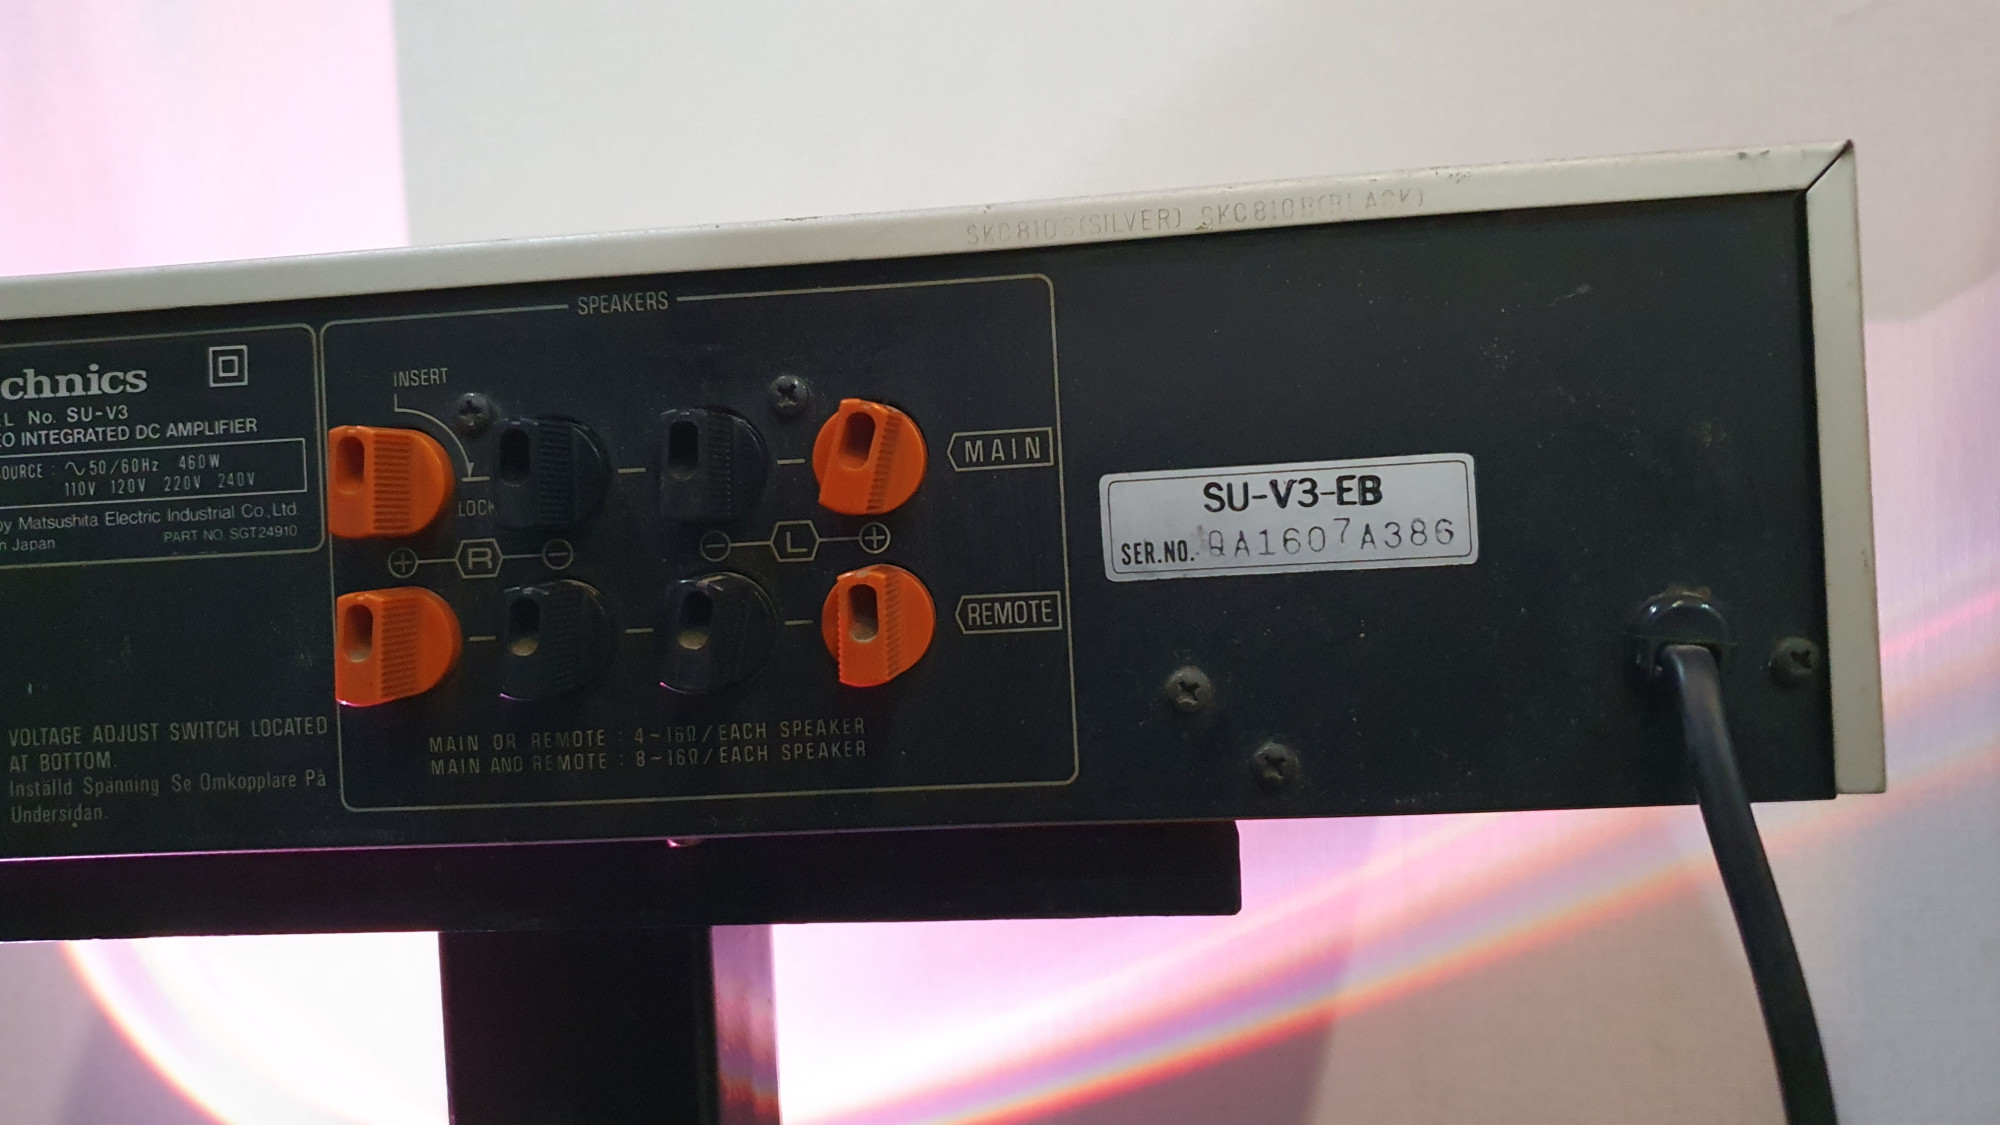 SKC810S(SILVER) SKC810B(BLACK)
SPEAKERS
chnics
L No. SU-V3
EO INTEGRATED DC AMPLIFIER
OURCE : ∿50/60Hz 460W
110V 120V 220V 240V
by Matsushita Electric Industrial Co., Ltd.
n Japan PART NO. SGT24910
INSERT
LOCK
MAIN
+ R − − L +
REMOTE
MAIN OR REMOTE : 4~16Ω/EACH SPEAKER
MAIN AND REMOTE : 8~16Ω/EACH SPEAKER
VOLTAGE ADJUST SWITCH LOCATED
AT BOTTOM.
Inställd Spänning Se Omkopplare På
Undersidan.
SU-V3-EB
SER.NO. QA1607A386